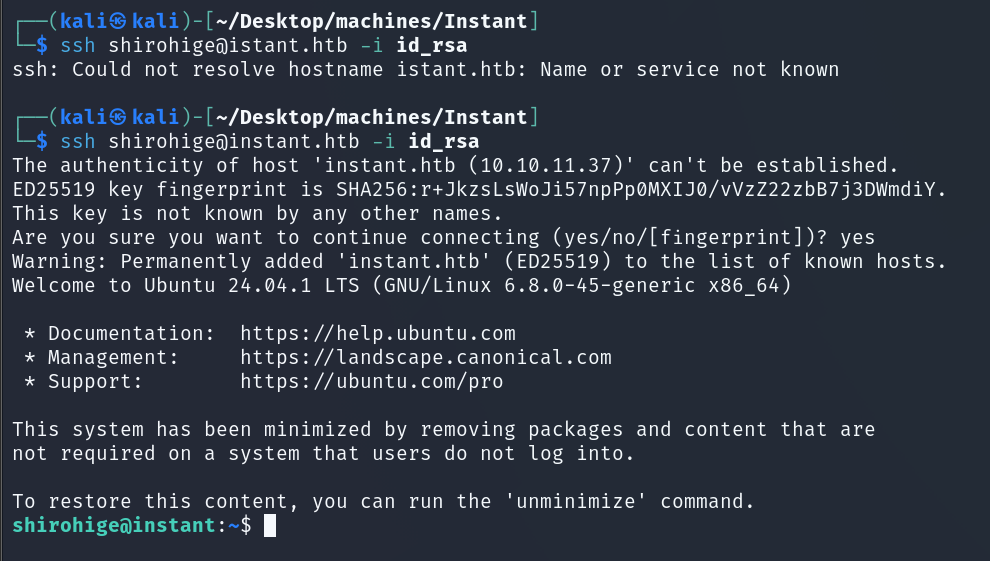 ┌──(kali㉿kali)-[~/Desktop/machines/Instant]
└─$ ssh shirohige@istant.htb -i id_rsa
ssh: Could not resolve hostname istant.htb: Name or service not known
┌──(kali㉿kali)-[~/Desktop/machines/Instant]
└─$ ssh shirohige@instant.htb -i id_rsa
The authenticity of host 'instant.htb (10.10.11.37)' can't be established.
ED25519 key fingerprint is SHA256:r+JkzsLsWoJi57npPp0MXIJ0/vVzZ22zbB7j3DWmdiY.
This key is not known by any other names.
Are you sure you want to continue connecting (yes/no/[fingerprint])? yes
Warning: Permanently added 'instant.htb' (ED25519) to the list of known hosts.
Welcome to Ubuntu 24.04.1 LTS (GNU/Linux 6.8.0-45-generic x86_64)
 * Documentation:  https://help.ubuntu.com
 * Management:     https://landscape.canonical.com
 * Support:        https://ubuntu.com/pro
This system has been minimized by removing packages and content that are
not required on a system that users do not log into.
To restore this content, you can run the 'unminimize' command.
shirohige@instant:~$